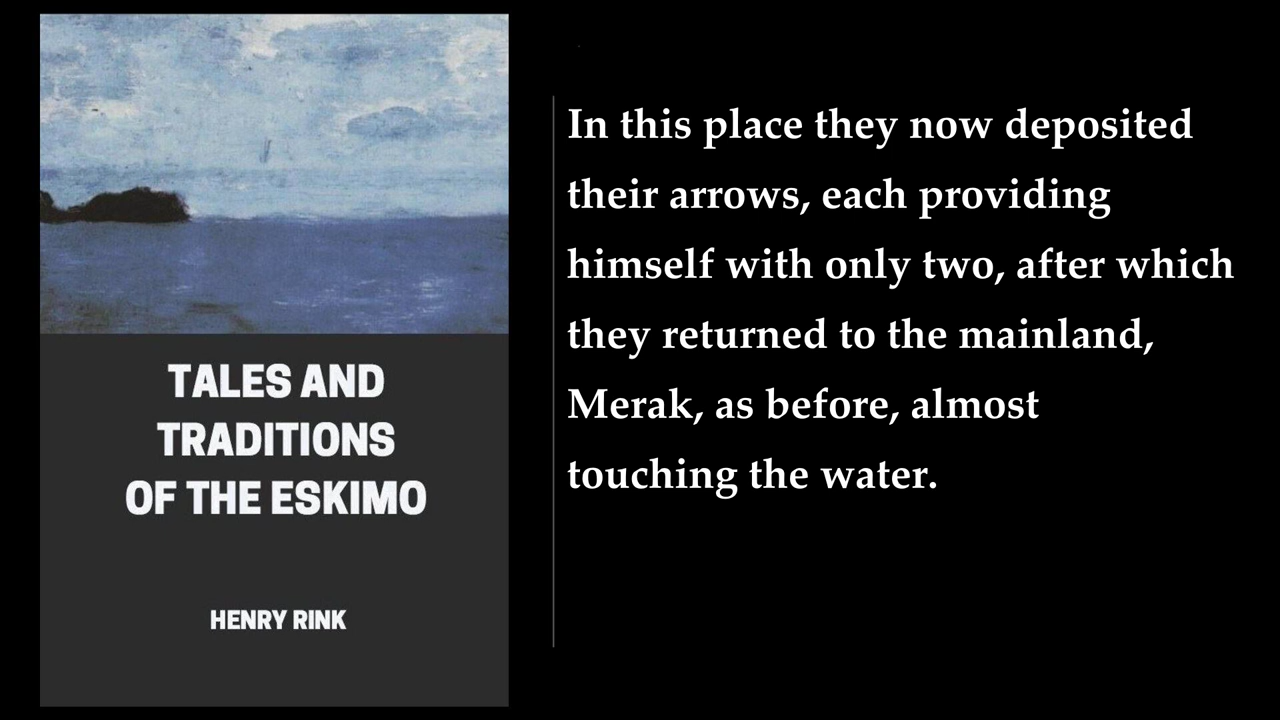 TALES AND
TRADITIONS
OF THE ESKIMO
HENRY RINK
In this place they now deposited
their arrows, each providing
himself with only two, after which
they returned to the mainland,
Merak, as before, almost
touching the water.